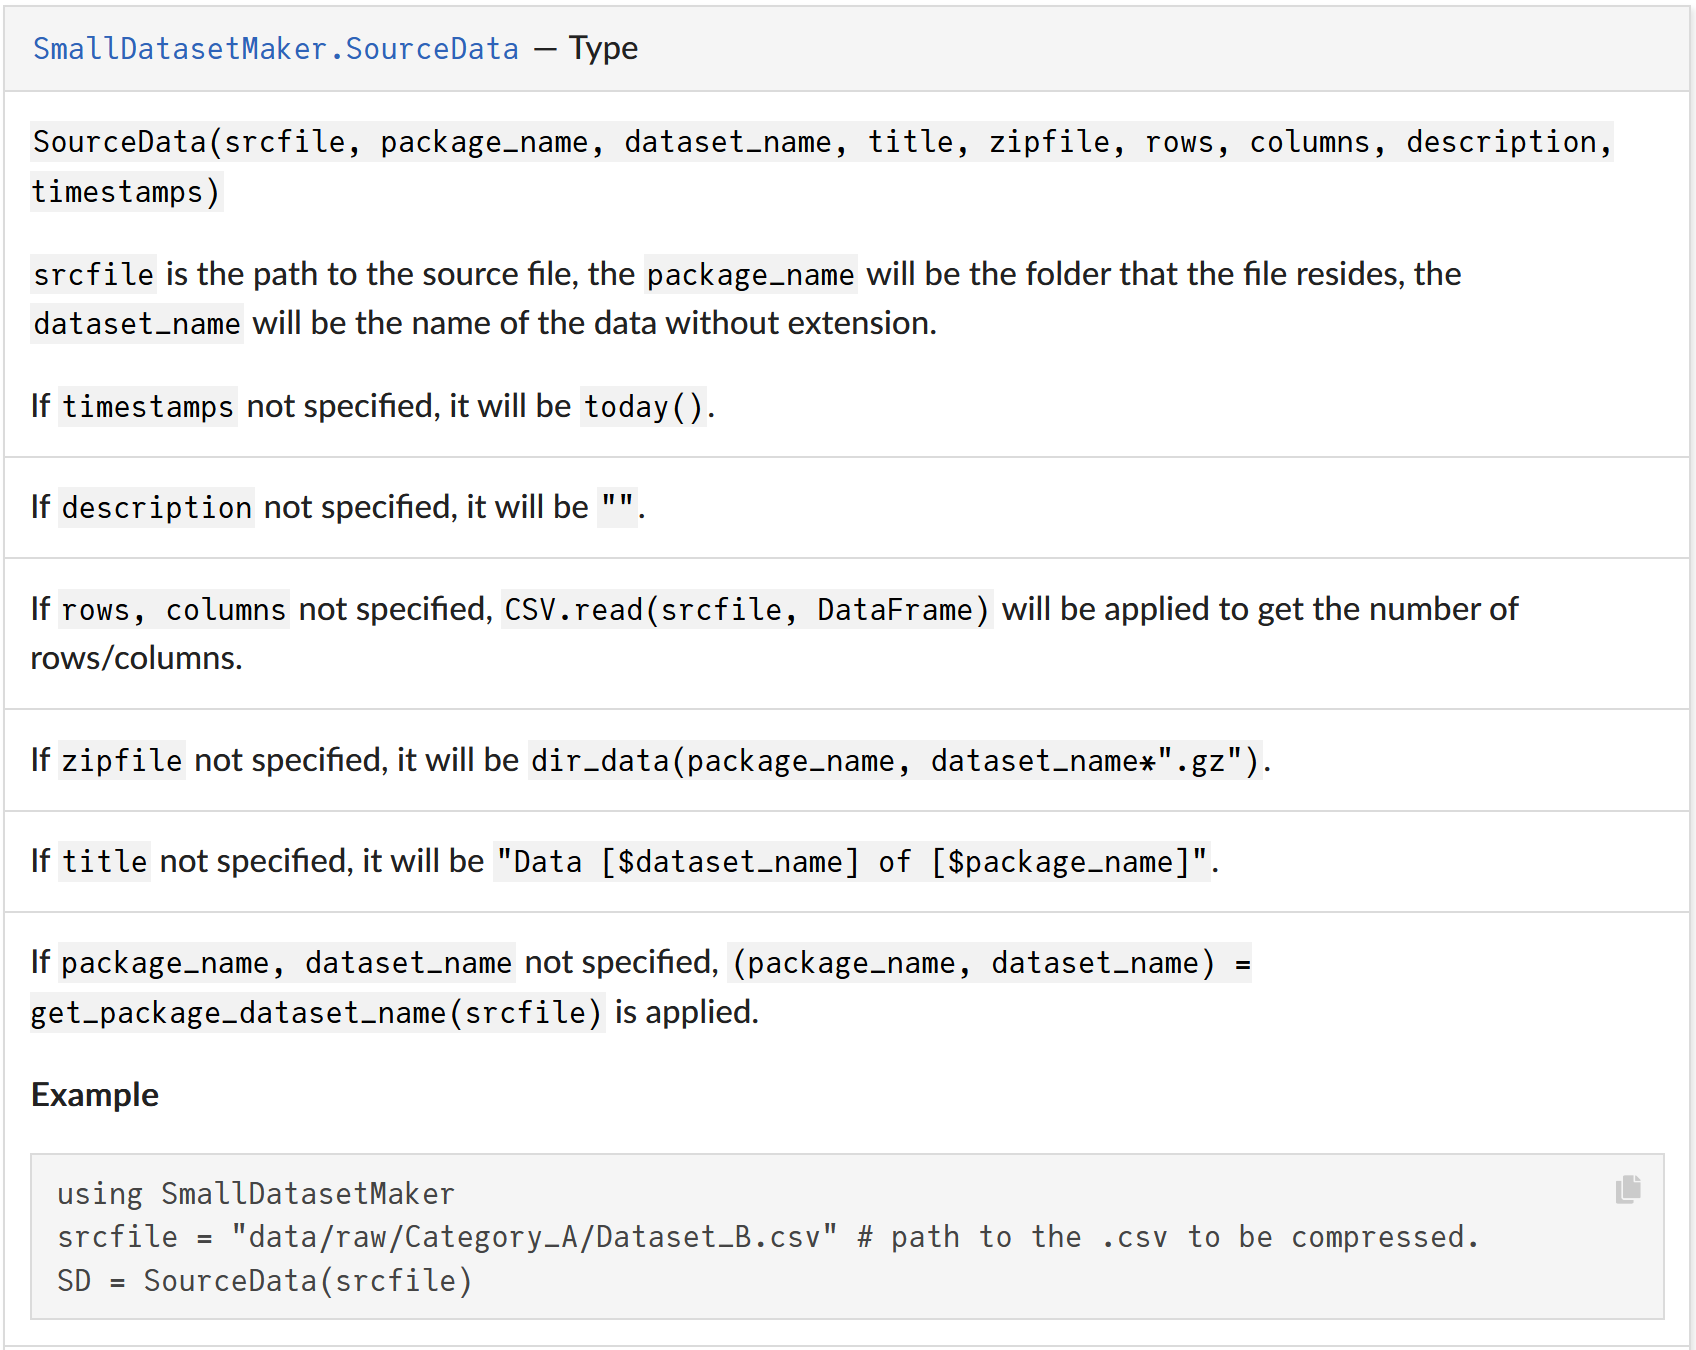 SmallDatasetMaker.SourceData — Type
SourceData(srcfile, package_name, dataset_name, title, zipfile, rows, columns, description,
timestamps)
srcfile is the path to the source file, the package_name will be the folder that the file resides, the
dataset_name will be the name of the data without extension.
If timestamps not specified, it will be today().
If description not specified, it will be "".
If rows, columns not specified, CSV.read(srcfile, DataFrame) will be applied to get the number of
rows/columns.
If zipfile not specified, it will be dir_data(package_name, dataset_name*".gz").
If title not specified, it will be "Data [$dataset_name] of [$package_name]".
If package_name, dataset_name not specified, (package_name, dataset_name) =
get_package_dataset_name(srcfile) is applied.
Example
using SmallDatasetMaker
srcfile = "data/raw/Category_A/Dataset_B.csv" # path to the .csv to be compressed.
SD = SourceData(srcfile)